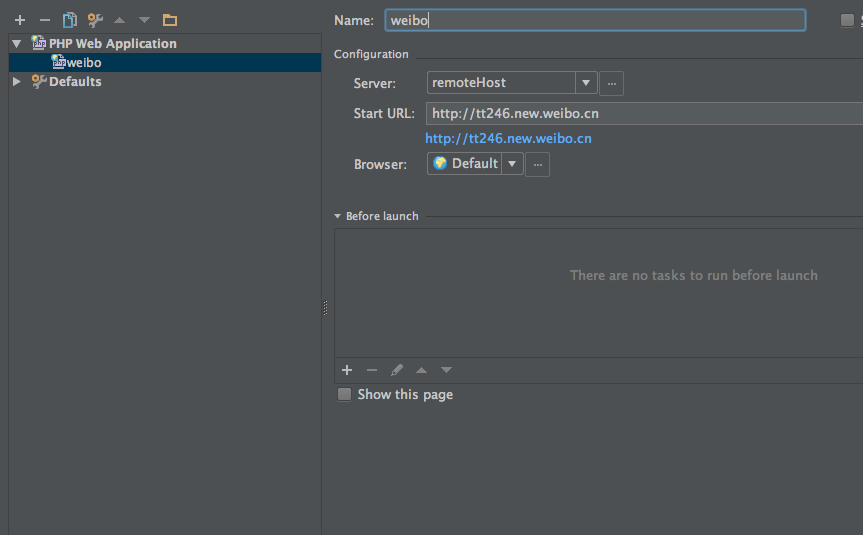 Name: weibo
PHP Web Application
weibo
Defaults
Configuration
Server: remoteHost ...
Start URL: http://tt246.new.weibo.cn
http://tt246.new.weibo.cn
Browser: Default ...
Before launch
There are no tasks to run before launch
Show this page